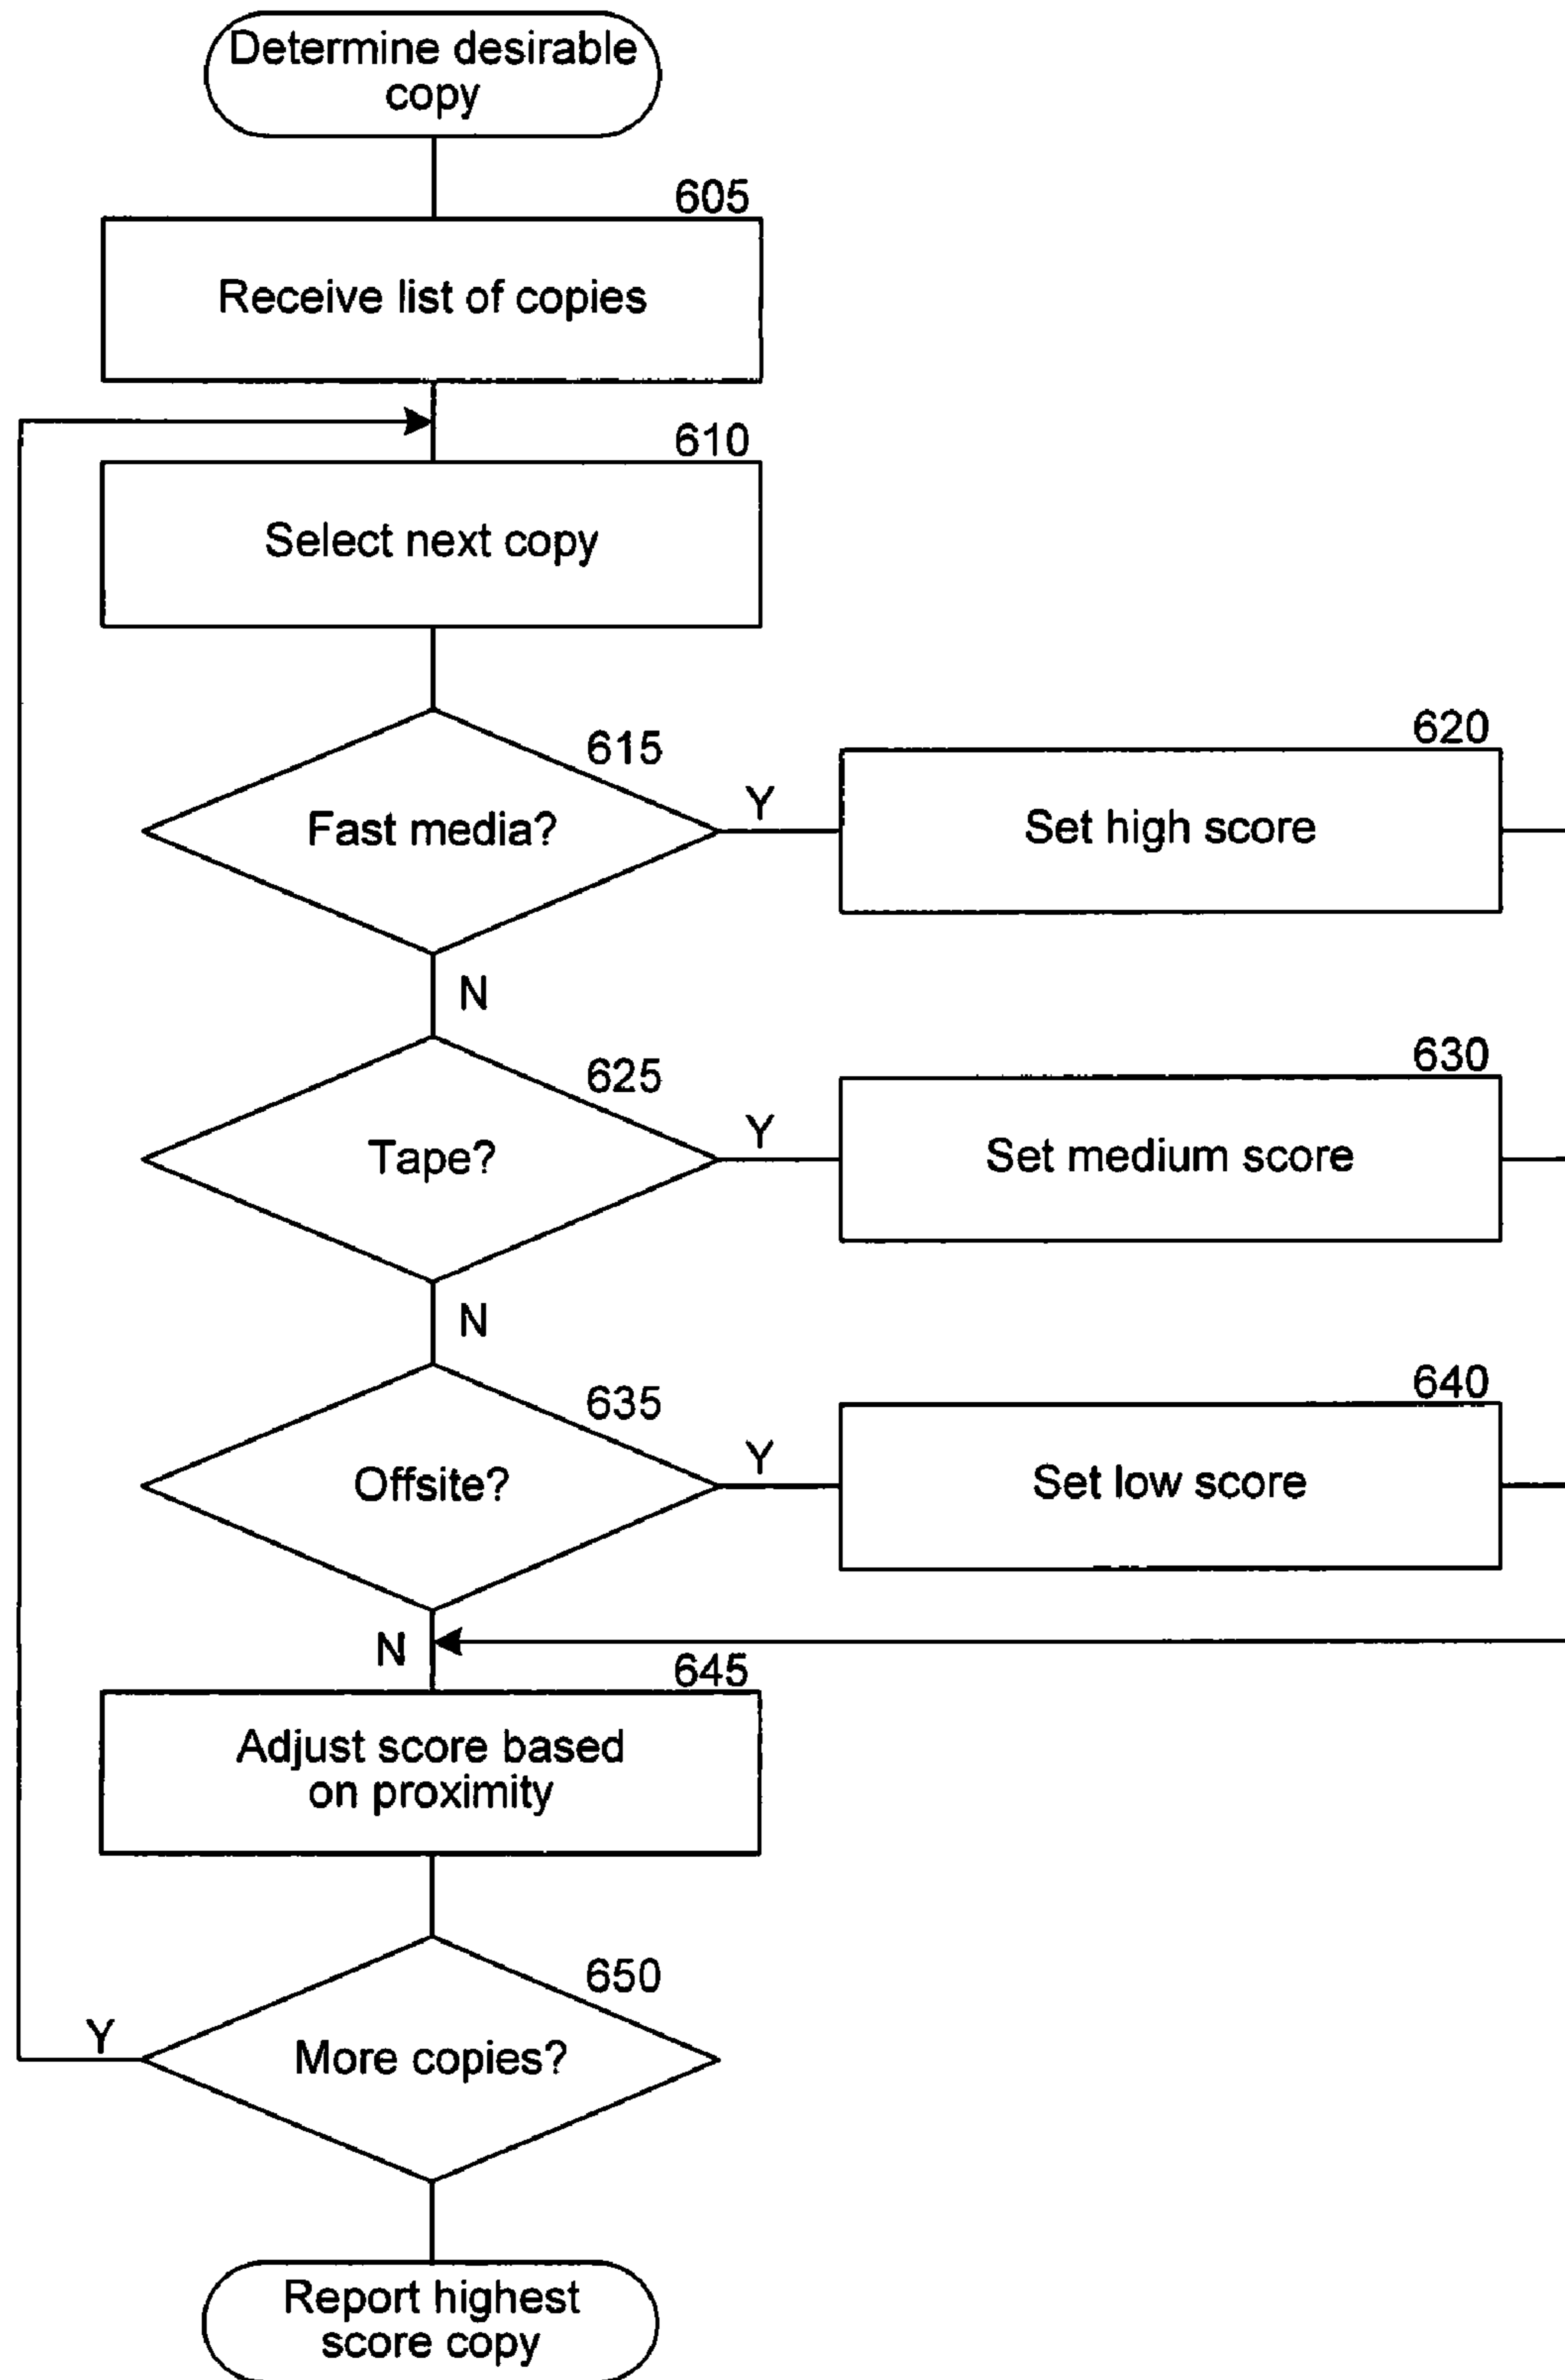 Determine desirable
copy
605
Receive list of copies
610
Select next copy
615
Fast media?
Y
620
Set high score
N
625
Tape?
Y
630
Set medium score
N
635
Offsite?
Y
640
Set low score
N
645
Adjust score based
on proximity
650
More copies?
Y
Report highest
score copy